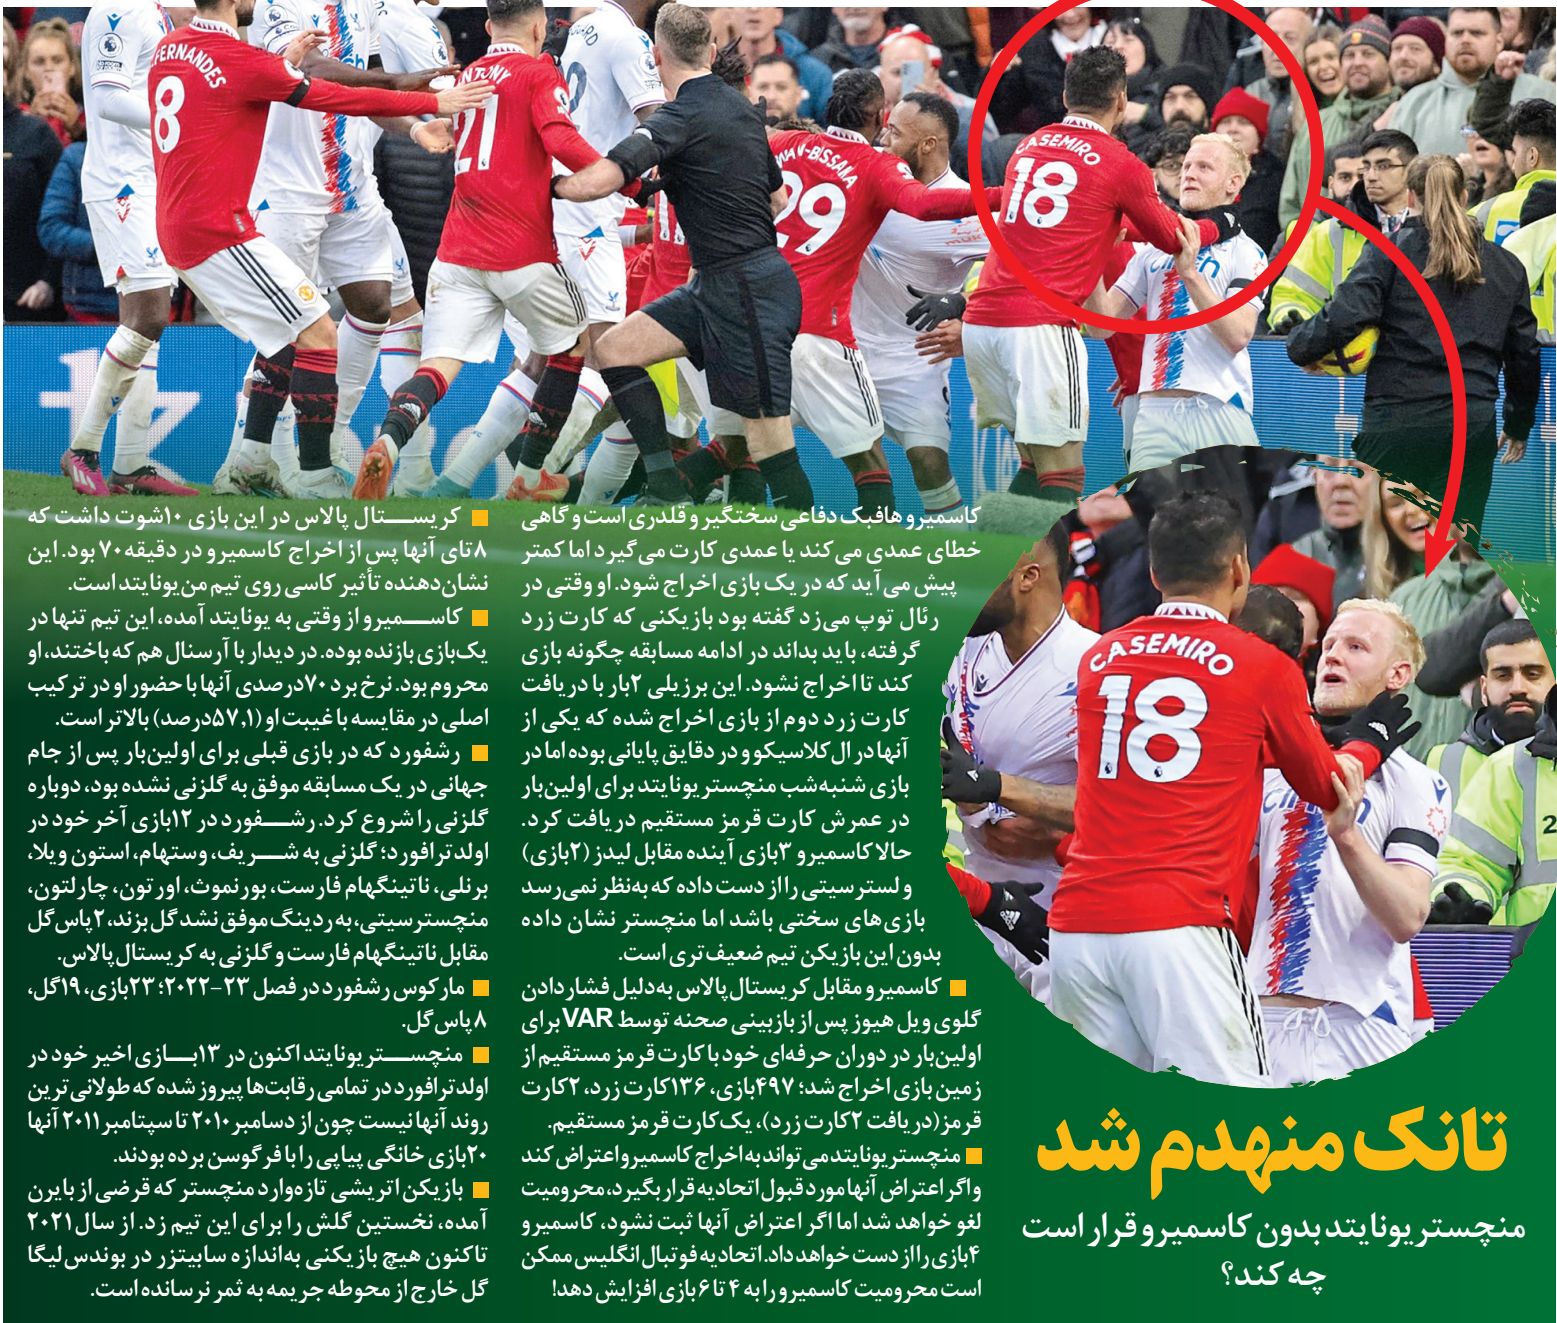 FERNANDES
8
ANTONY
21
WAN-BISSAKA
29
CASEMIRO
18
CASEMIRO
18
تانک منهدم شد
منچستریونایتد بدون کاسمیرو قرار است
چه کند؟
کاسمیرو هافبک دفاعی سختگیر و قلدری است و گاهی
خطای عمدی می‌کند یا عمدی کارت می‌گیرد اما کمتر
پیش می‌آید که در یک بازی اخراج شود. او وقتی در
رئال توپ می‌زد گفته بود بازیکنی که کارت زرد
گرفته، باید بداند در ادامه مسابقه چگونه بازی
کند تا اخراج نشود. این برزیلی ۲بار با دریافت
کارت زرد دوم از بازی اخراج شده که یکی از
آنها در ال‌کلاسیکو و در دقایق پایانی بوده اما در
بازی شنبه‌شب منچستریونایتد برای اولین‌بار
در عمرش کارت قرمز مستقیم دریافت کرد.
حالا کاسمیرو ۳بازی آینده مقابل لیدز (۲بازی)
و لسترسیتی را از دست داده که به‌نظر نمی‌رسد
بازی‌های سختی باشد اما منچستر نشان داده
بدون این بازیکن تیم ضعیف‌تری است.
کاسمیرو مقابل کریستال‌پالاس به‌دلیل فشار دادن
گلوی ویل هیوز پس از بازبینی صحنه توسط VAR برای
اولین‌بار در دوران حرفه‌ای خود با کارت قرمز مستقیم از
زمین بازی اخراج شد؛ ۴۹۷بازی، ۱۳۶کارت زرد، ۲کارت
قرمز (دریافت ۲کارت زرد)، یک کارت قرمز مستقیم.
منچستریونایتد می‌تواند به اخراج کاسمیرو اعتراض کند
و اگر اعتراض آنها مورد قبول اتحادیه قرار بگیرد، محرومیت
لغو خواهد شد اما اگر اعتراض آنها ثبت نشود، کاسمیرو
۴بازی را از دست خواهد داد. اتحادیه فوتبال انگلیس ممکن
است محرومیت کاسمیرو را به ۴ تا ۶ بازی افزایش دهد!
کریستال پالاس در این بازی ۱۰شوت داشت که
۸تای آنها پس از اخراج کاسمیرو در دقیقه ۷۰ بود. این
نشان‌دهنده تأثیر کاسی روی تیم من‌یونایتد است.
کاسمیرو از وقتی به یونایتد آمده، این تیم تنها در
یک‌بازی بازنده بوده. در دیدار با آرسنال هم که باختند، او
محروم بود. نرخ برد ۷۰درصدی آنها با حضور او در ترکیب
اصلی در مقایسه با غیبت او (۵۷,۱درصد) بالاتر است.
رشفورد که در بازی قبلی برای اولین‌بار پس از جام
جهانی در یک مسابقه موفق به گلزنی نشده بود، دوباره
گلزنی را شروع کرد. رشفورد در ۱۲بازی آخر خود در
اولدترافورد؛ گلزنی به شریف، وستهام، استون ویلا،
برنلی، ناتینگهام فارست، بورنموث، اورتون، چارلتون،
منچسترسیتی، به ردینگ موفق نشد گل بزند، ۲پاس گل
مقابل ناتینگهام فارست و گلزنی به کریستال‌پالاس.
مارکوس رشفورد در فصل ۲۳-۲۰۲۲؛ ۲۳بازی، ۱۹گل،
۸ پاس گل.
منچستریونایتد اکنون در ۱۳بازی اخیر خود در
اولدترافورد در تمامی رقابت‌ها پیروز شده که طولانی‌ترین
روند آنها نیست چون از دسامبر ۲۰۱۰ تا سپتامبر ۲۰۱۱ آنها
۲۰بازی خانگی پیاپی را با فرگوسن برده بودند.
بازیکن اتریشی تازه‌وارد منچستر که قرضی از بایرن
آمده، نخستین گلش را برای این تیم زد. از سال ۲۰۲۱
تاکنون هیچ بازیکنی به‌اندازه سابیتزر در بوندس‌لیگا
گل خارج از محوطه جریمه به ثمر نرسانده است.